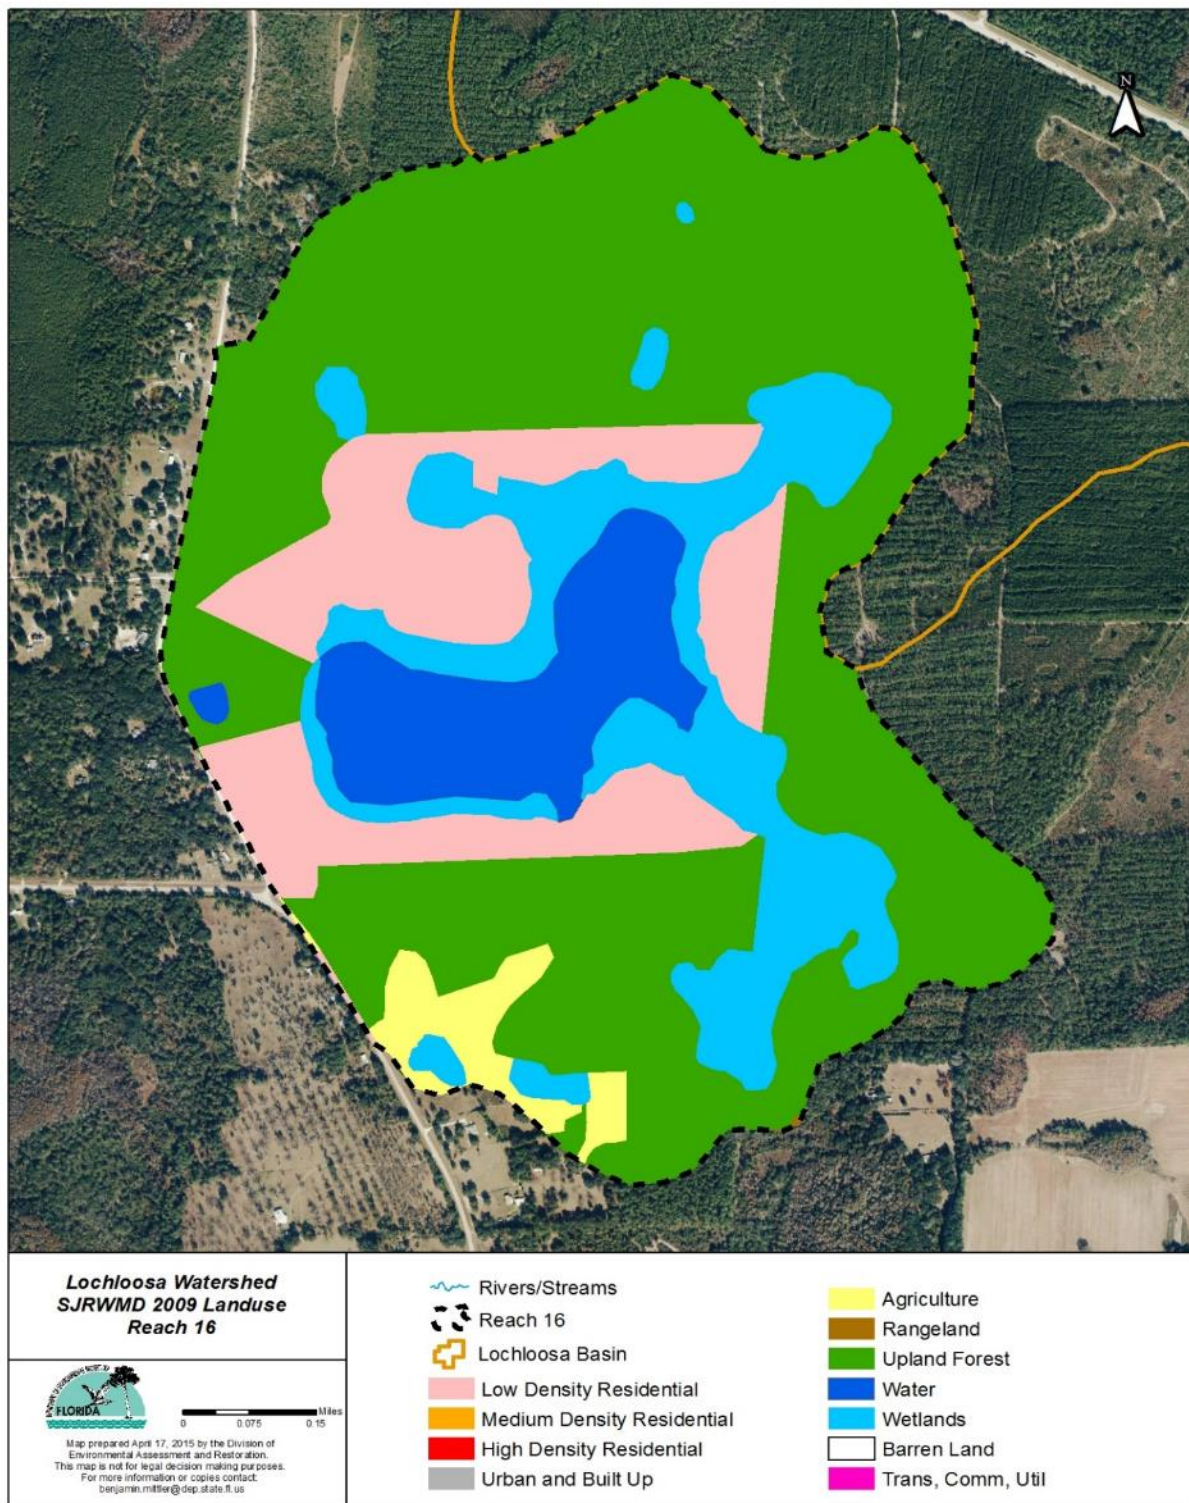 N
Lochloosa Watershed
SJRWMD 2009 Landuse
Reach 16
FLORIDA
Miles
0 0.075 0.15
Map prepared April 17, 2015 by the Division of
Environmental Assessment and Restoration.
This map is not for legal decision making purposes.
For more information or copies contact:
benjamin.mittler@dep.state.fl.us
Rivers/Streams
Reach 16
Lochloosa Basin
Low Density Residential
Medium Density Residential
High Density Residential
Urban and Built Up
Agriculture
Rangeland
Upland Forest
Water
Wetlands
Barren Land
Trans, Comm, Util